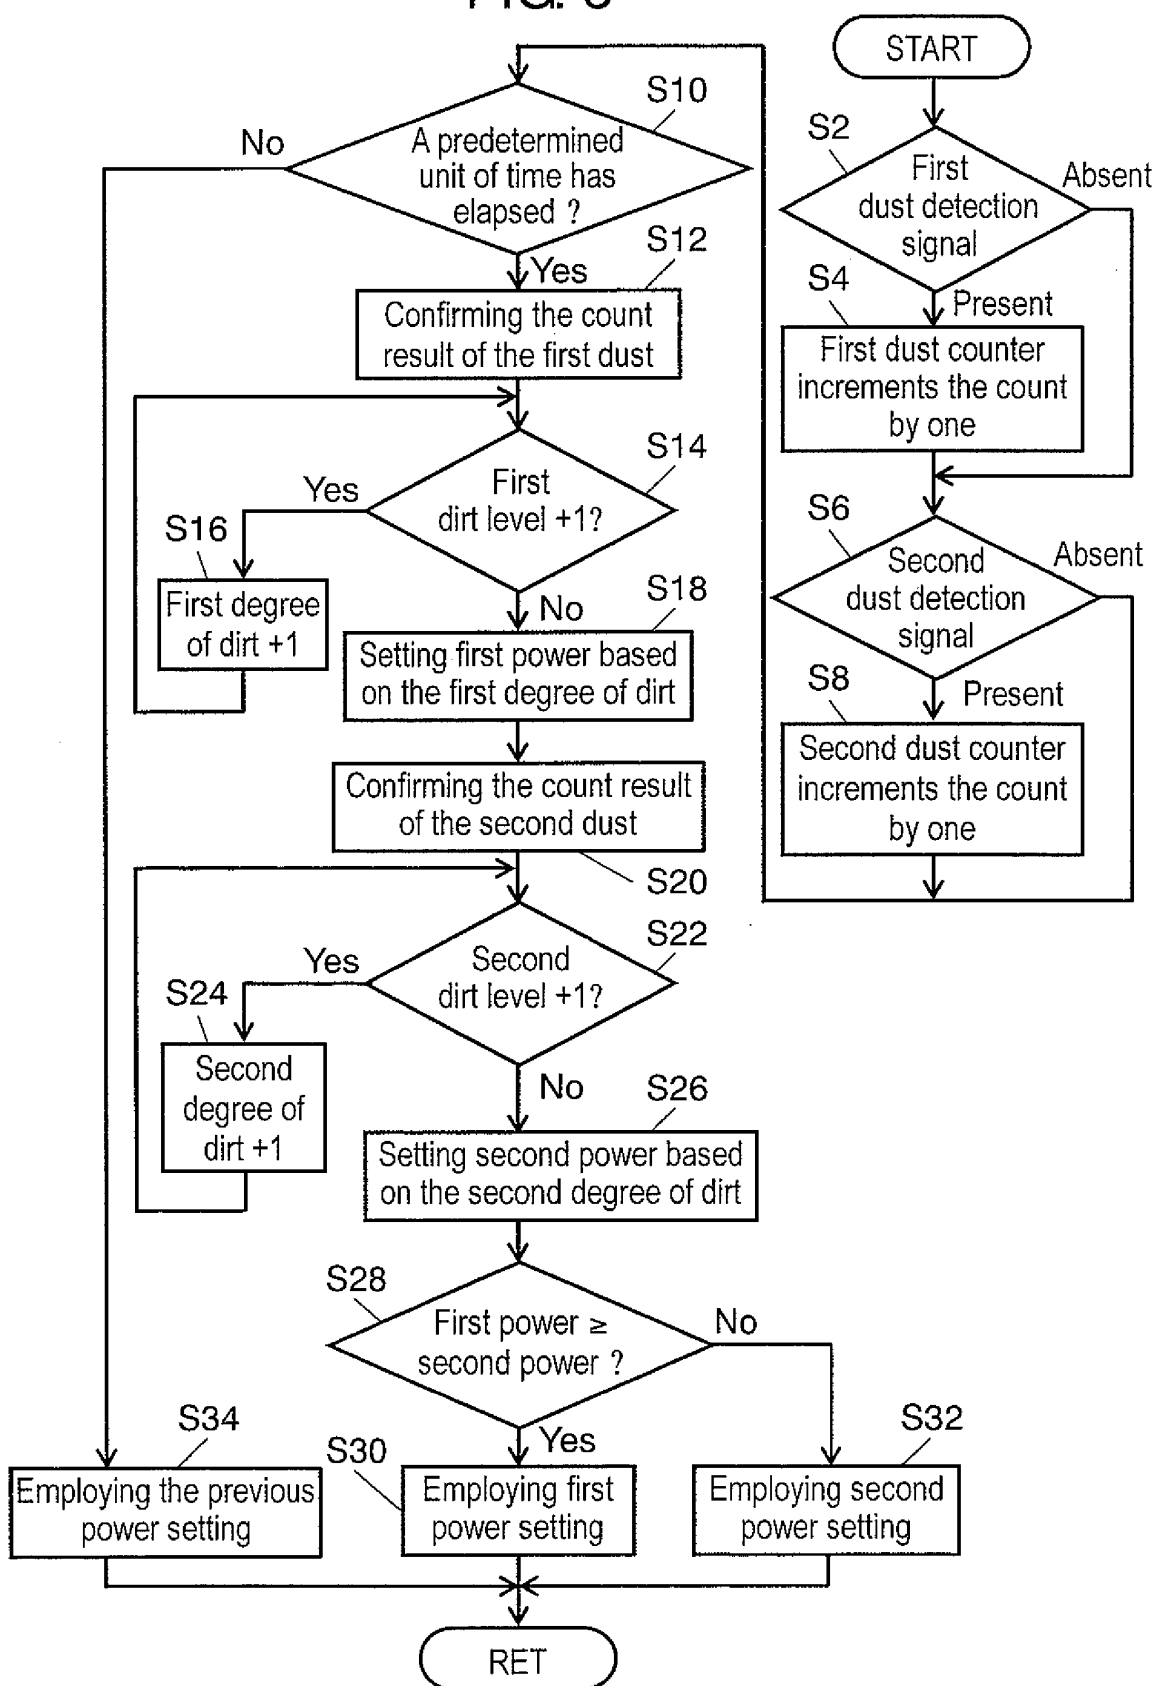 START
S2
First
dust detection
signal
Absent
Present
S4
First dust counter
increments the count
by one
S6
Second
dust detection
signal
Absent
Present
S8
Second dust counter
increments the count
by one
S10
A predetermined
unit of time has
elapsed ?
No
Yes
S12
Confirming the count
result of the first dust
S14
First
dirt level +1?
Yes
No
S16
First degree
of dirt +1
S18
Setting first power based
on the first degree of dirt
Confirming the count result
of the second dust
S20
S22
Second
dirt level +1?
Yes
No
S24
Second
degree of
dirt +1
S26
Setting second power based
on the second degree of dirt
S28
First power ≥
second power ?
No
Yes
S34
Employing the previous
power setting
S30
Employing first
power setting
S32
Employing second
power setting
RET